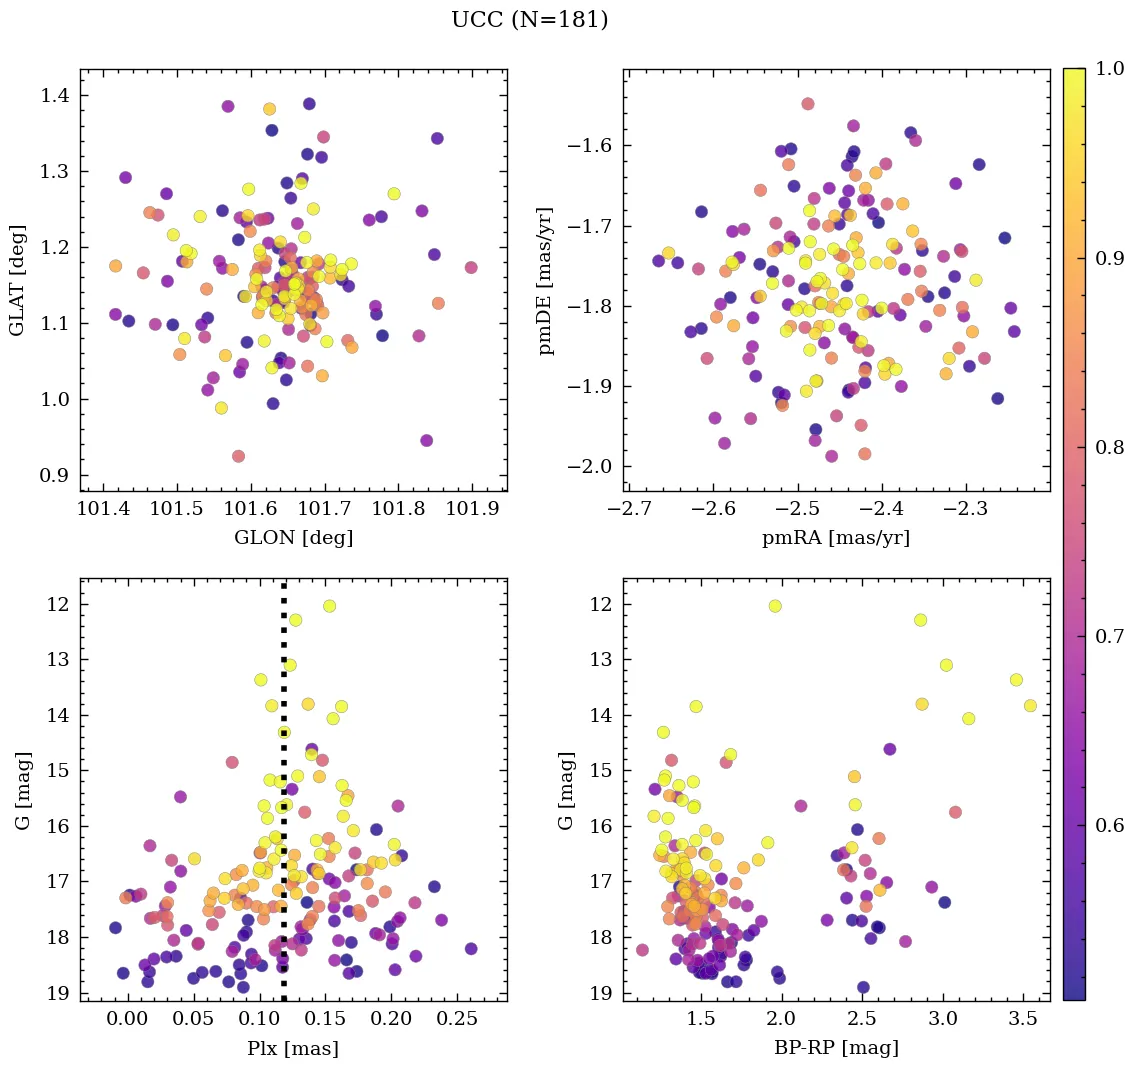 UCC (N=181)
1.4
1.3
1.2
1.1
1.0
0.9
GLAT [deg]
101.4 101.5 101.6 101.7 101.8 101.9
GLON [deg]
−1.6
−1.7
−1.8
−1.9
−2.0
pmDE [mas/yr]
−2.7 −2.6 −2.5 −2.4 −2.3
pmRA [mas/yr]
12
13
14
15
16
17
18
19
G [mag]
0.00 0.05 0.10 0.15 0.20 0.25
Plx [mas]
12
13
14
15
16
17
18
19
G [mag]
1.5 2.0 2.5 3.0 3.5
BP-RP [mag]
1.0
0.9
0.8
0.7
0.6